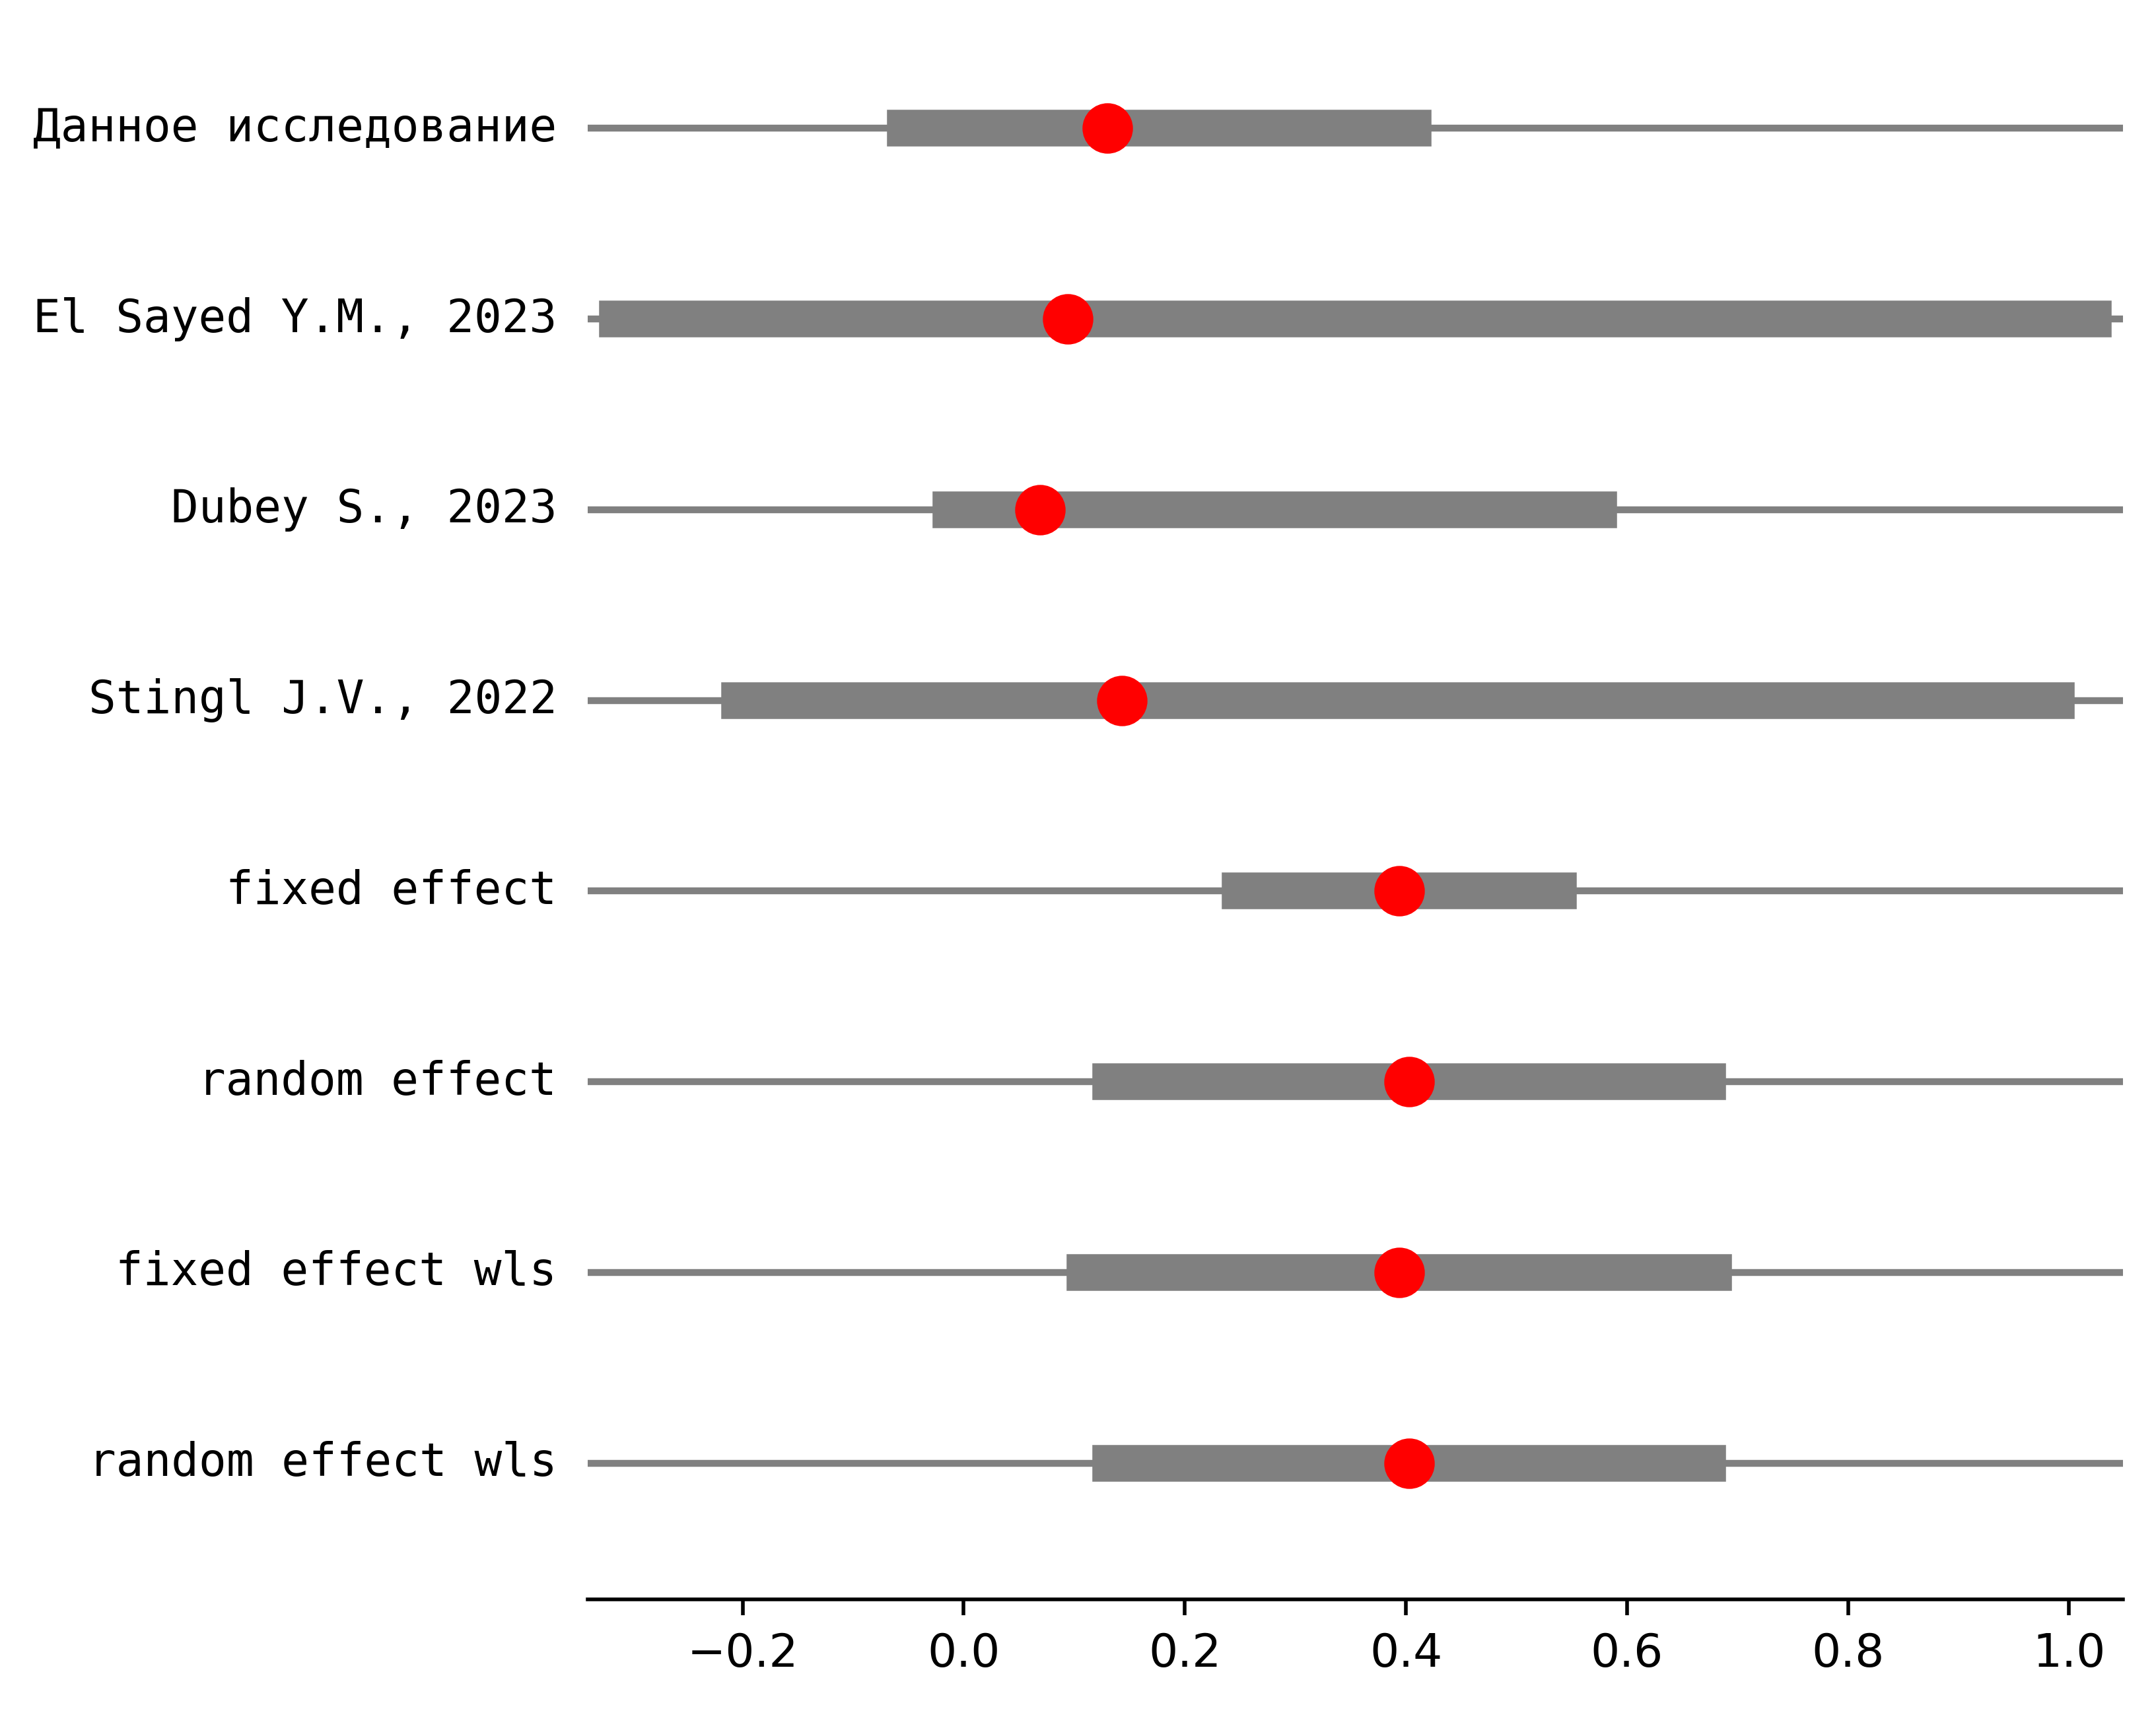 Данное исследование
El Sayed Y.M., 2023
Dubey S., 2023
Stingl J.V., 2022
fixed effect
random effect
fixed effect wls
random effect wls
−0.2 0.0 0.2 0.4 0.6 0.8 1.0